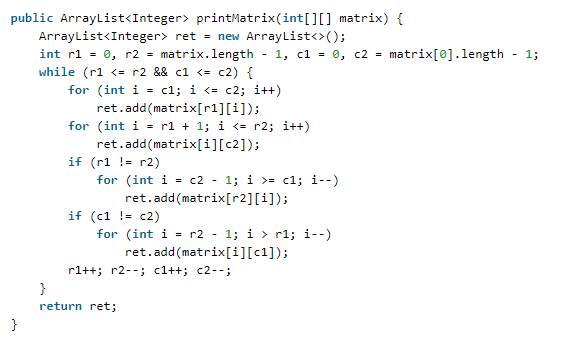 public ArrayList<Integer> printMatrix(int[][] matrix) {
    ArrayList<Integer> ret = new ArrayList<>();
    int r1 = 0, r2 = matrix.length - 1, c1 = 0, c2 = matrix[0].length - 1;
    while (r1 <= r2 && c1 <= c2) {
        for (int i = c1; i <= c2; i++)
            ret.add(matrix[r1][i]);
        for (int i = r1 + 1; i <= r2; i++)
            ret.add(matrix[i][c2]);
        if (r1 != r2)
            for (int i = c2 - 1; i >= c1; i--)
                ret.add(matrix[r2][i]);
        if (c1 != c2)
            for (int i = r2 - 1; i > r1; i--)
                ret.add(matrix[i][c1]);
        r1++; r2--; c1++; c2--;
    }
    return ret;
}